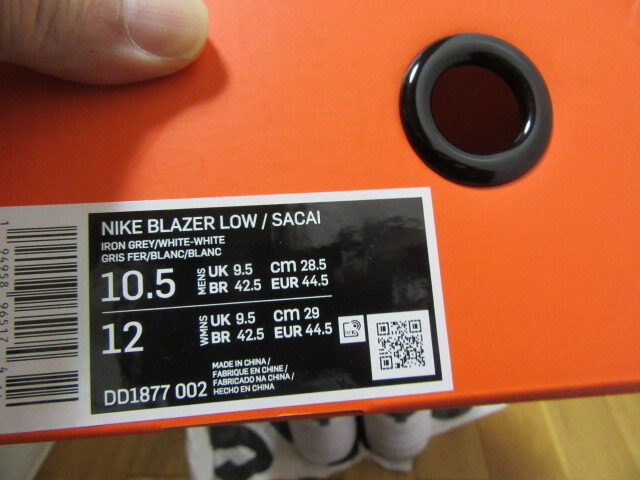 NIKE BLAZER LOW / SACAI
IRON GREY/WHITE-WHITE
GRIS FER/BLANC/BLANC
10.5 MENS UK 9.5 cm 28.5
BR 42.5 EUR 44.5
12 WMNS UK 9.5 cm 29
BR 42.5 EUR 44.5
DD1877 002
MADE IN CHINA /
FABRIQUE EN CHINE /
FABRICADO NA CHINA /
HECHO EN CHINA
94958 96517